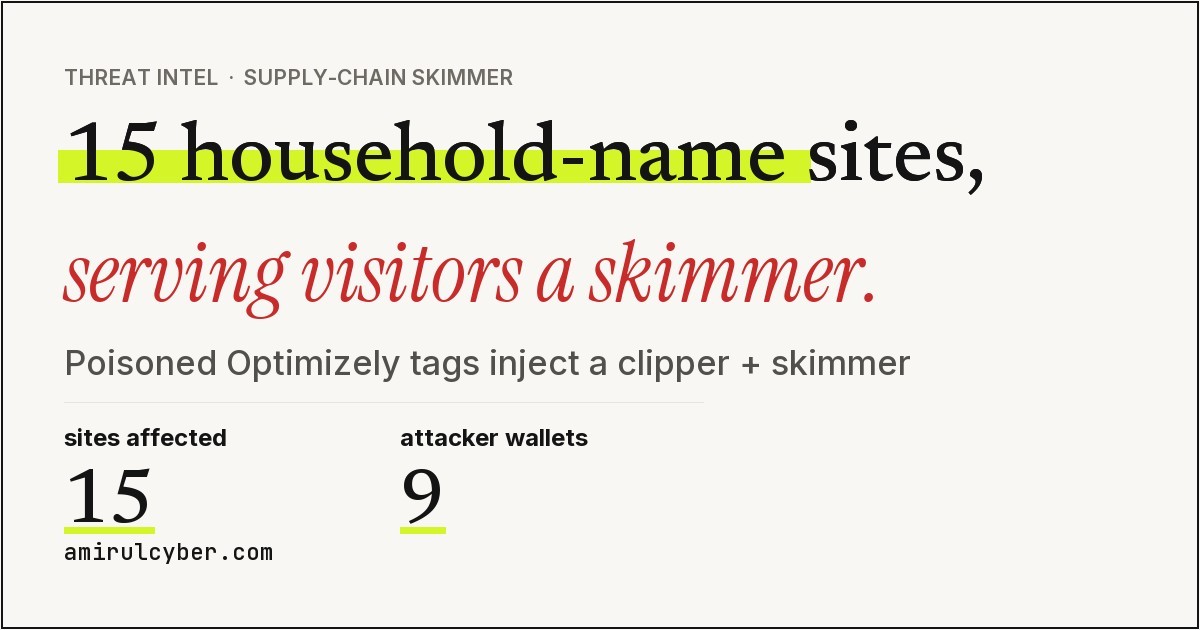 THREAT INTEL · SUPPLY-CHAIN SKIMMER
15 household-name sites,
serving visitors a skimmer.
Poisoned Optimizely tags inject a clipper + skimmer
sites affected attacker wallets
15 9
amirulcyber.com